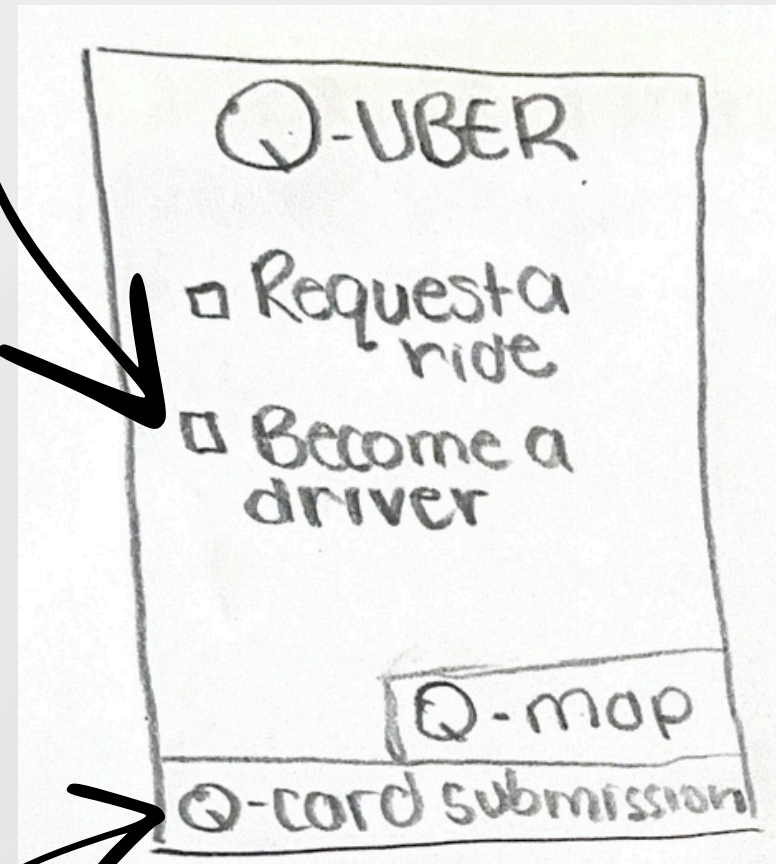 Q-UBER
Request a
ride
Become a
driver
Q-map
Q-card submission